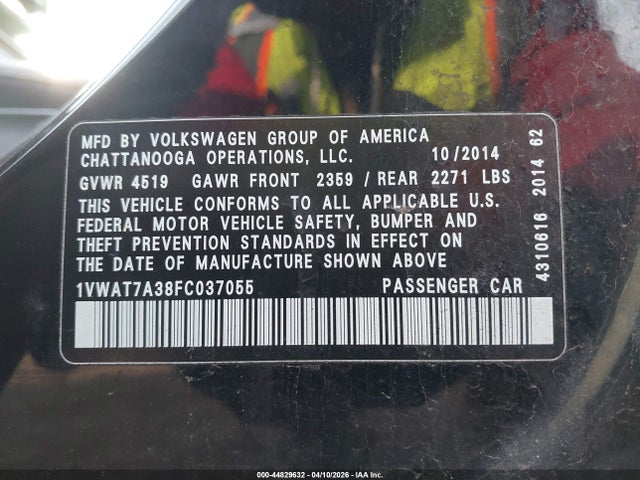 MFD BY VOLKSWAGEN GROUP OF AMERICA
CHATTANOOGA OPERATIONS, LLC. 10/2014
GVWR 4519 GAWR FRONT 2359 / REAR 2271 LBS
THIS VEHICLE CONFORMS TO ALL APPLICABLE U.S.
FEDERAL MOTOR VEHICLE SAFETY, BUMPER AND
THEFT PREVENTION STANDARDS IN EFFECT ON
THE DATE OF MANUFACTURE SHOWN ABOVE
1VWAT7A38FC037055 PASSENGER CAR
4310616 2014 62
000-44829632 - 04/10/2026 - IAA Inc.